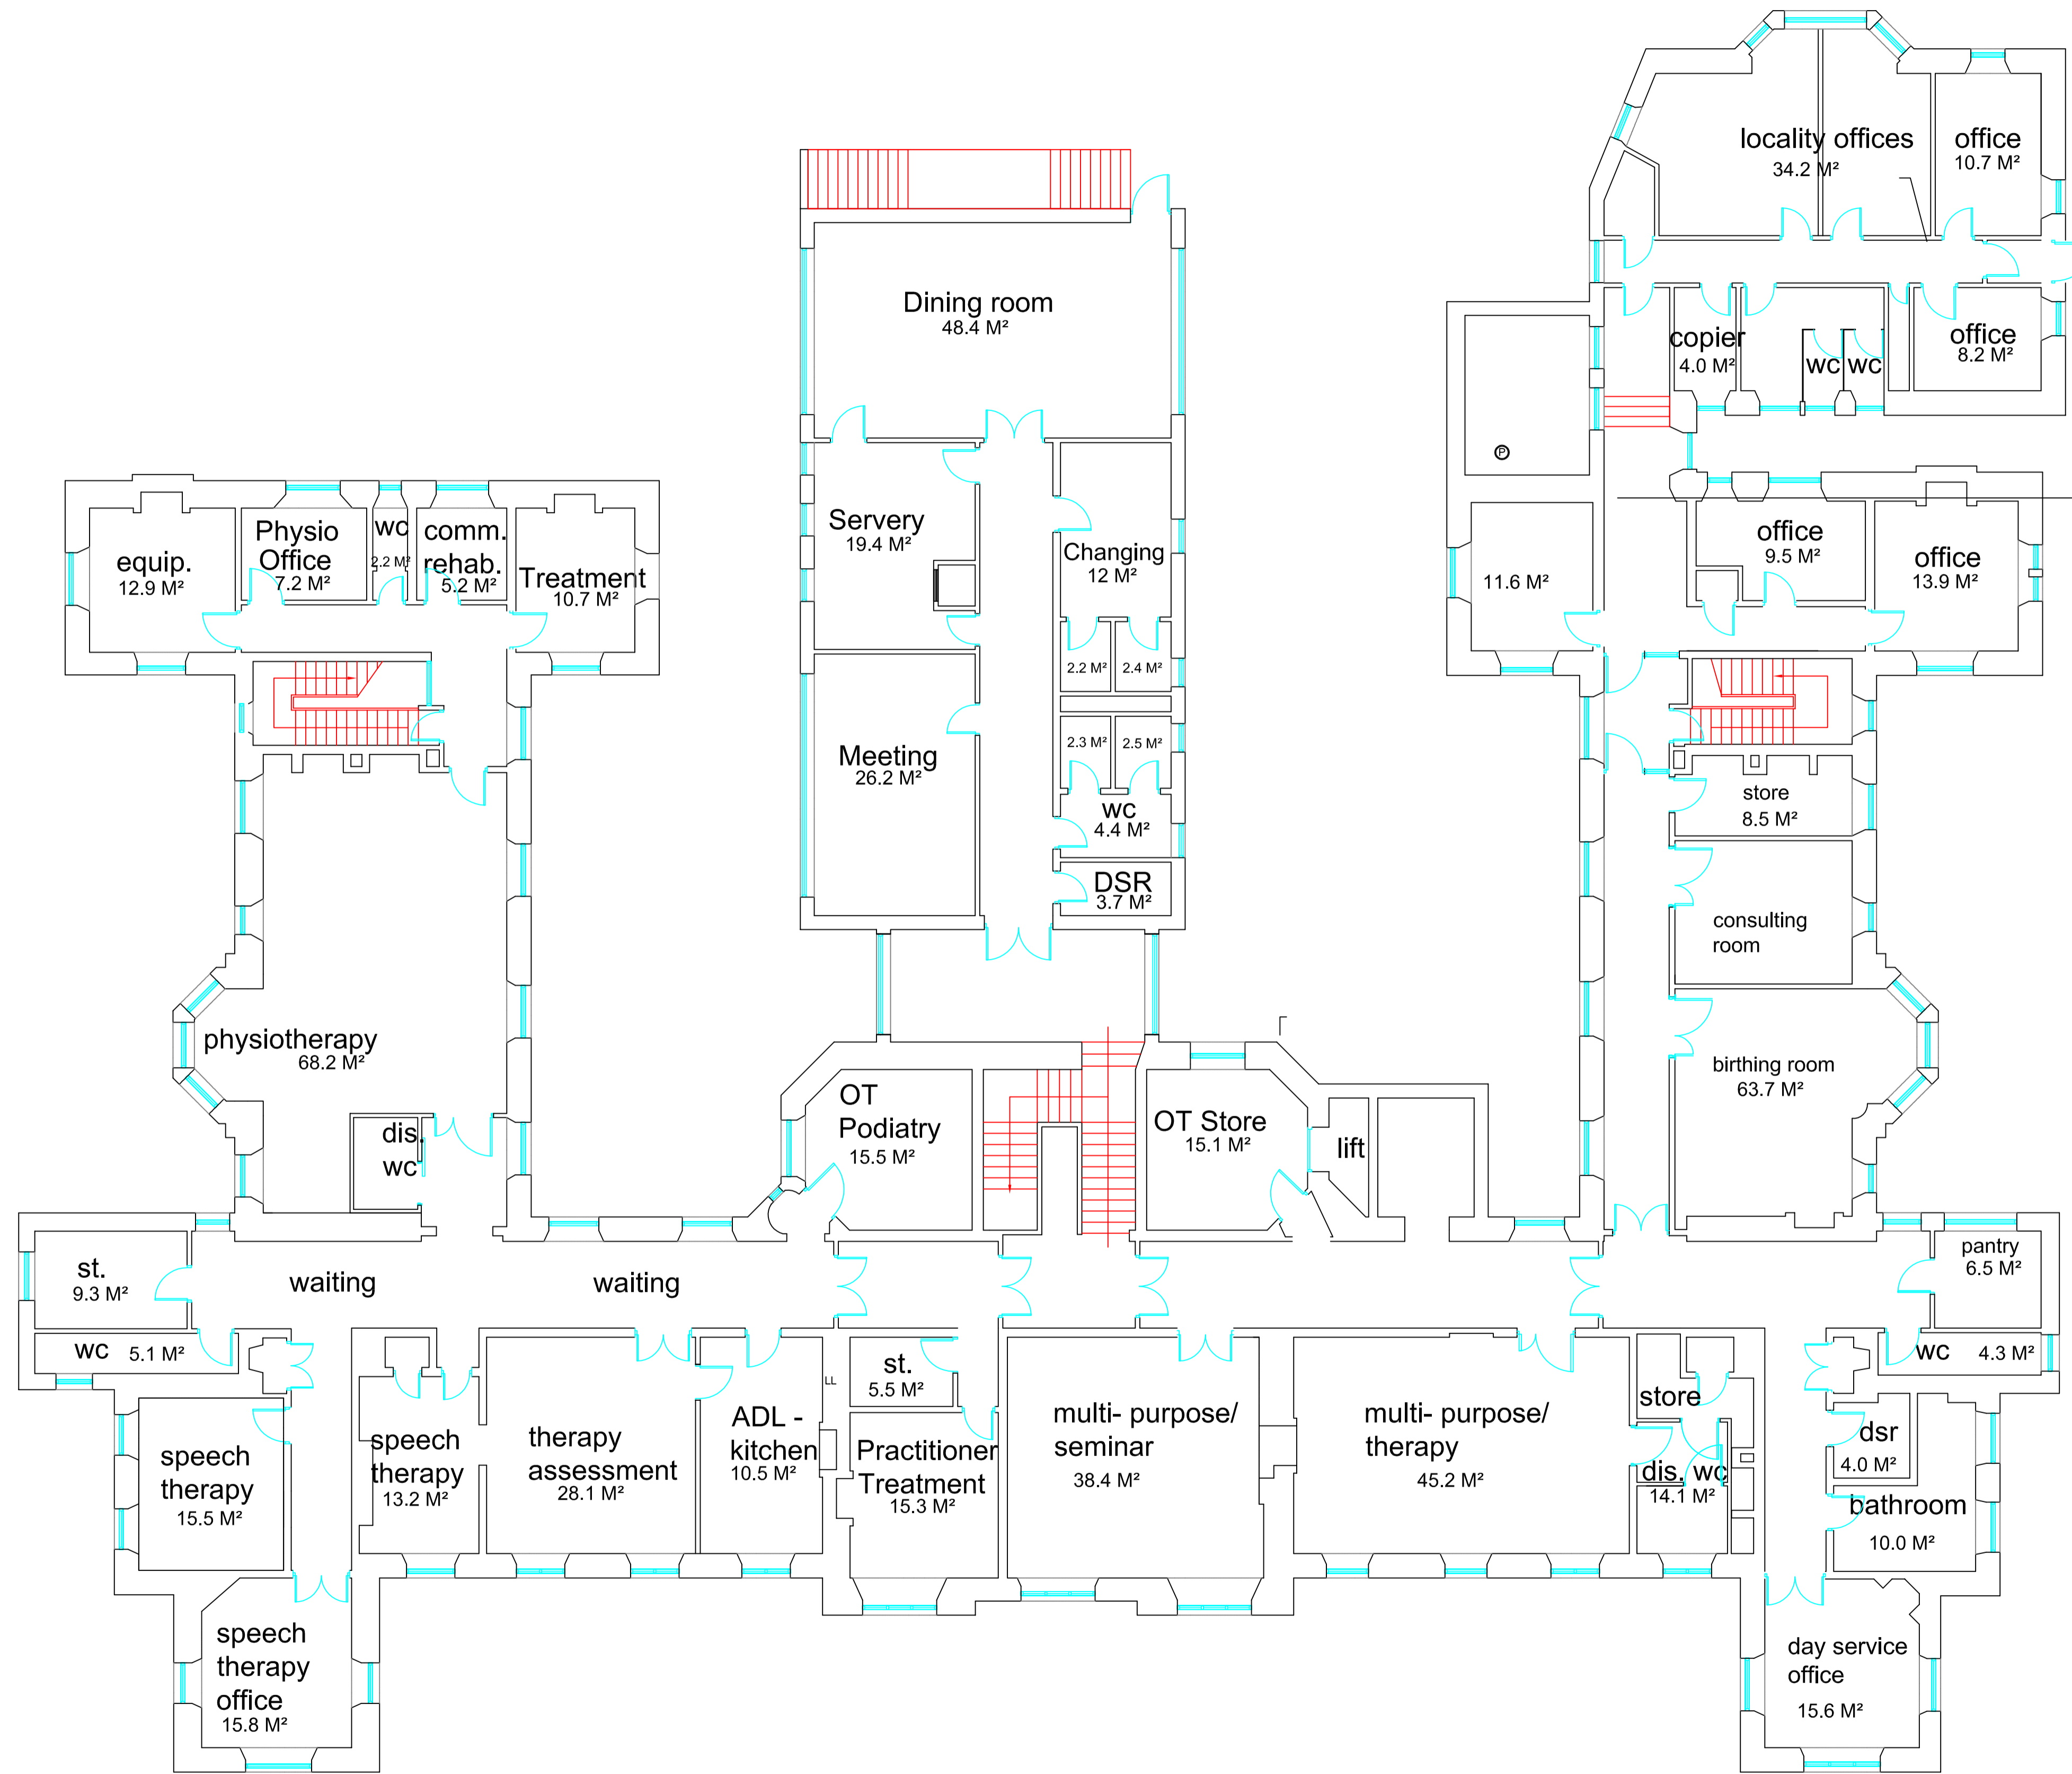 locality offices
34.2 M²
office
10.7 M²
Dining room
48.4 M²
copier
4.0 M²
wc
wc
office
8.2 M²
P
equip.
12.9 M²
Physio
Office
7.2 M²
wc
2.2 M²
comm.
rehab.
5.2 M²
Treatment
10.7 M²
Servery
19.4 M²
Changing
12 M²
2.2 M²
2.4 M²
11.6 M²
office
9.5 M²
office
13.9 M²
Meeting
26.2 M²
2.3 M²
2.5 M²
wc
4.4 M²
DSR
3.7 M²
store
8.5 M²
consulting
room
physiotherapy
68.2 M²
birthing room
63.7 M²
dis.
wc
OT
Podiatry
15.5 M²
OT Store
15.1 M²
lift
st.
9.3 M²
waiting
waiting
pantry
6.5 M²
wc 5.1 M²
wc 4.3 M²
speech
therapy
15.5 M²
speech
therapy
13.2 M²
therapy
assessment
28.1 M²
ADL -
kitchen
10.5 M²
LL
st.
5.5 M²
Practitioner
Treatment
15.3 M²
multi- purpose/
seminar
38.4 M²
multi- purpose/
therapy
45.2 M²
store
dis. wc
14.1 M²
dsr
4.0 M²
bathroom
10.0 M²
speech
therapy
office
15.8 M²
day service
office
15.6 M²